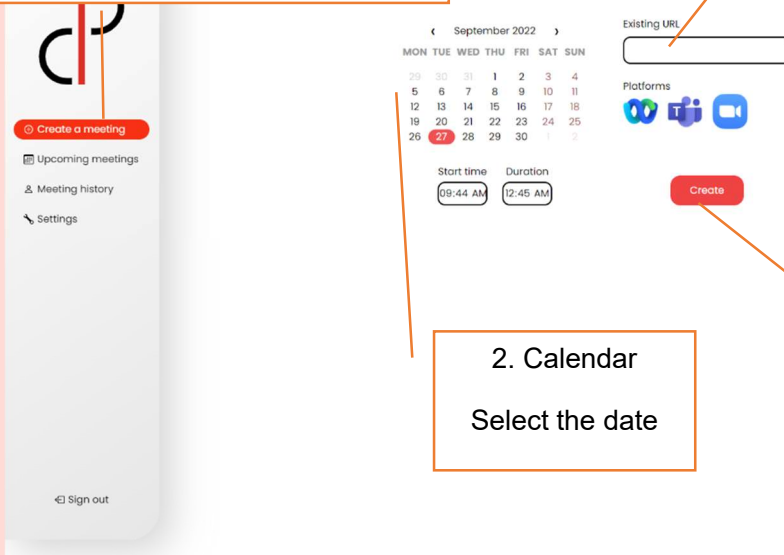 Create a meeting
Upcoming meetings
Meeting history
Settings
Sign out
September 2022
MON TUE WED THU FRI SAT SUN
29 30 31 1 2 3 4
5 6 7 8 9 10 11
12 13 14 15 16 17 18
19 20 21 22 23 24 25
26 27 28 29 30 1 2
Start time Duration
09:44 AM 12:45 AM
Existing URL
Platforms
Create
2. Calendar
Select the date